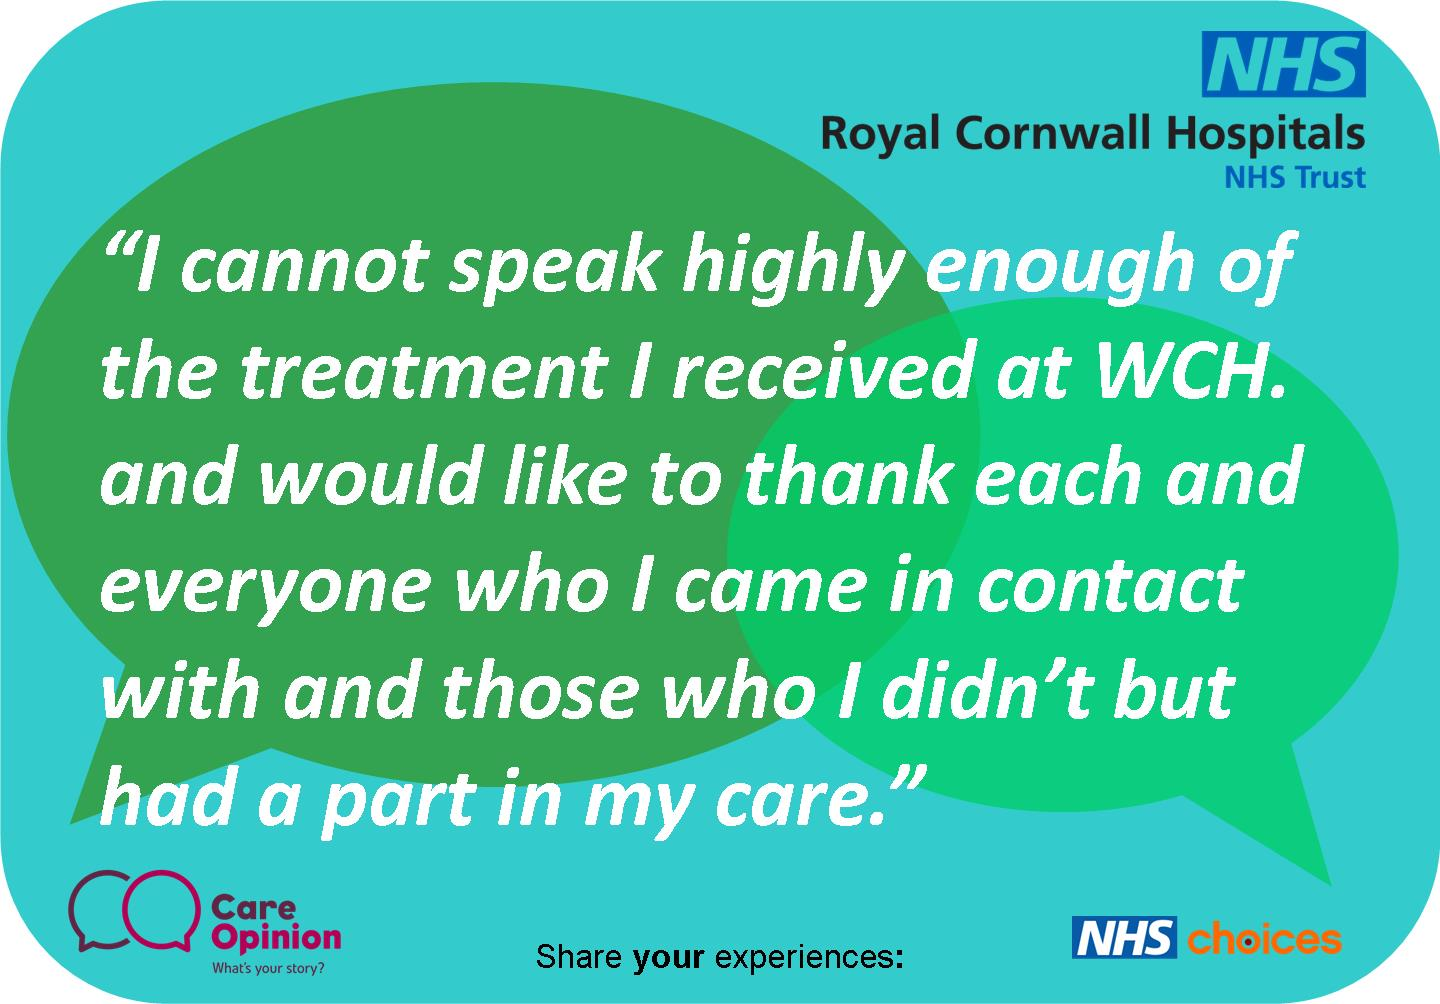 NHS
Royal Cornwall Hospitals
NHS Trust
“I cannot speak highly enough of
the treatment I received at WCH.
and would like to thank each and
everyone who I came in contact
with and those who I didn’t but
had a part in my care.”
Care
Opinion
What's your story?
Share your experiences:
NHS choices